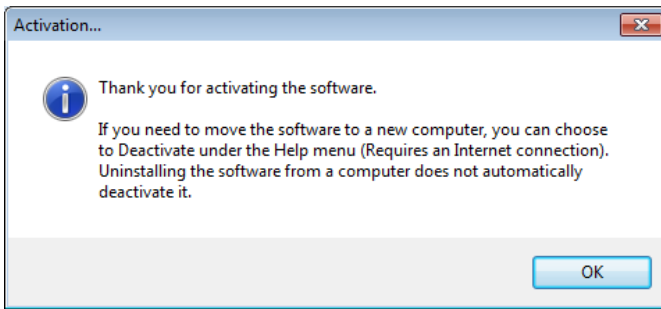 Activation...
Thank you for activating the software.
If you need to move the software to a new computer, you can choose
to Deactivate under the Help menu (Requires an Internet connection).
Uninstalling the software from a computer does not automatically
deactivate it.
OK